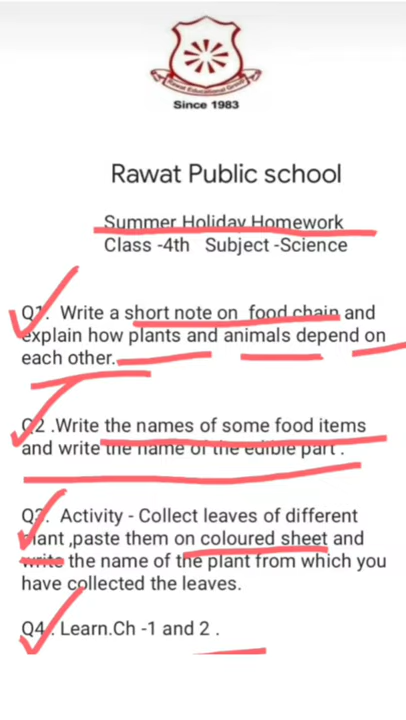 Rawat Educational Group
Since 1983
Rawat Public school
Summer Holiday Homework
Class -4th Subject -Science
Q1. Write a short note on food chain and
explain how plants and animals depend on
each other.
Q2 .Write the names of some food items
and write the name of the edible part .
Q3. Activity - Collect leaves of different
plant ,paste them on coloured sheet and
write the name of the plant from which you
have collected the leaves.
Q4 . Learn.Ch -1 and 2 .